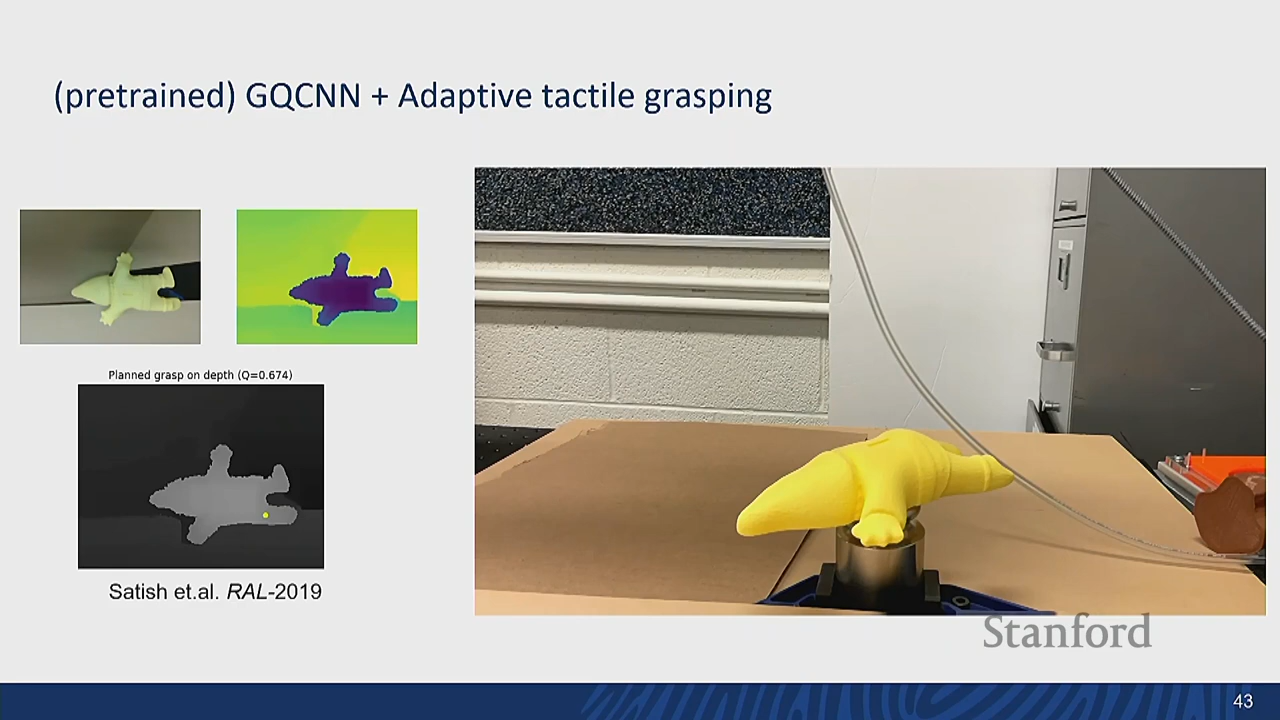 (pretrained) GQCNN + Adaptive tactile grasping
Planned grasp on depth (Q=0.674)
Satish et.al. RAL-2019
Stanford
43